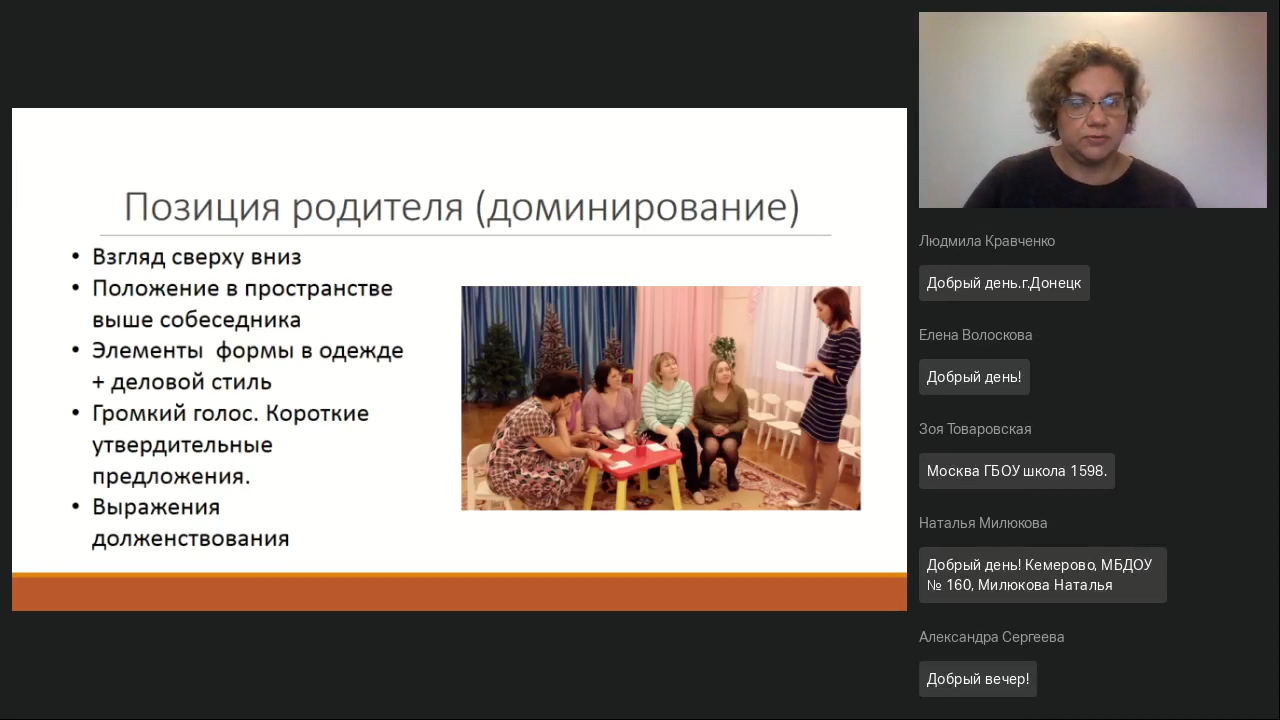 Позиция родителя (доминирование)
• Взгляд сверху вниз
• Положение в пространстве
выше собеседника
• Элементы  формы в одежде
+ деловой стиль
• Громкий голос. Короткие
утвердительные
предложения.
• Выражения
долженствования
Людмила Кравченко
Добрый день.г.Донецк
Елена Волоскова
Добрый день!
Зоя Товаровская
Москва ГБОУ школа 1598.
Наталья Милюкова
Добрый день! Кемерово, МБДОУ
№ 160, Милюкова Наталья
Александра Сергеева
Добрый вечер!